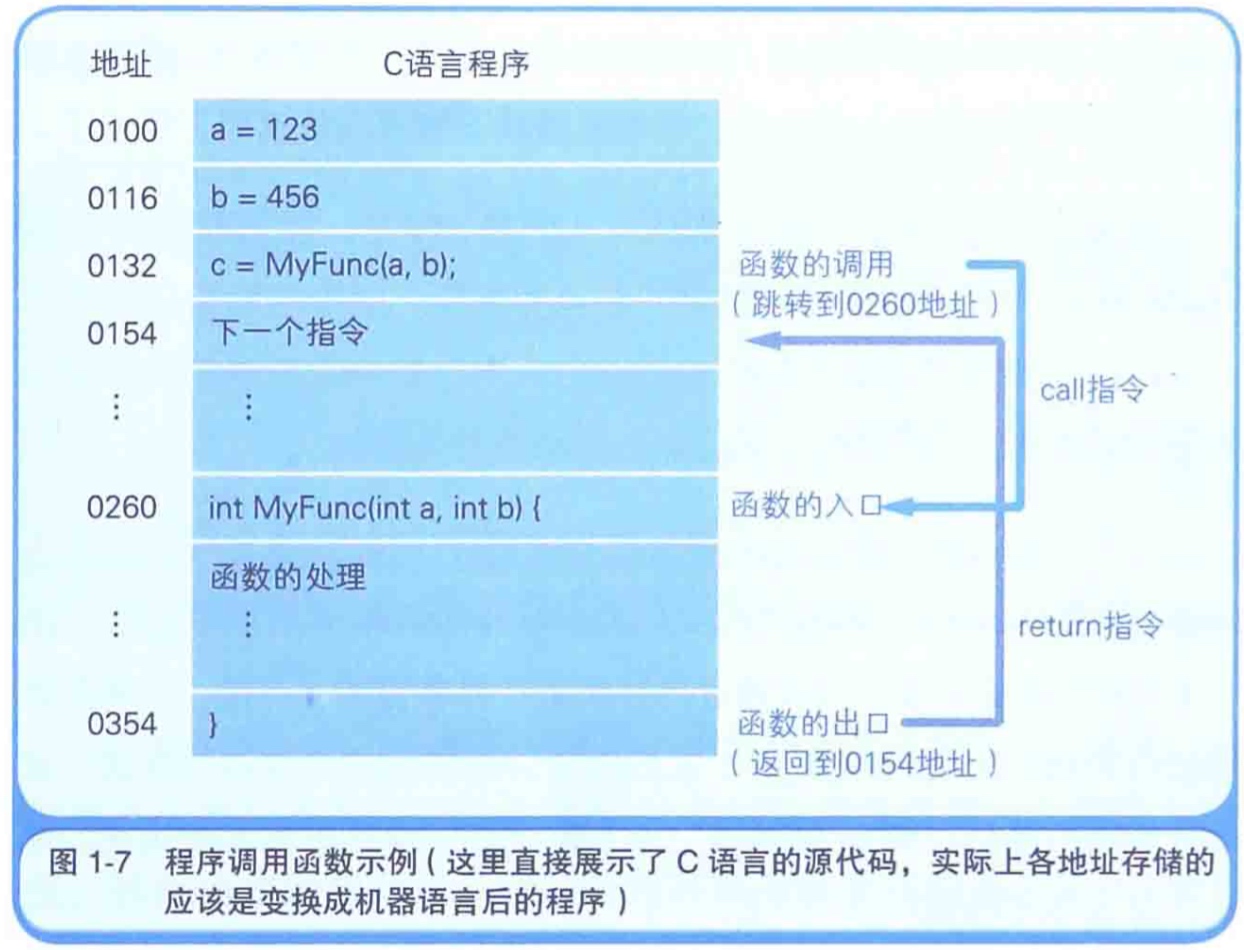 地址 C语言程序
0100 a = 123
0116 b = 456
0132 c = MyFunc(a, b); 函数的调用
(跳转到0260地址)
0154 下一个指令
⋮ ⋮
call指令
0260 int MyFunc(int a, int b) { 函数的入口
函数的处理
⋮ ⋮
return指令
0354 } 函数的出口
(返回到0154地址)
图 1-7 程序调用函数示例(这里直接展示了 C 语言的源代码,实际上各地址存储的
应该是变换成机器语言后的程序)